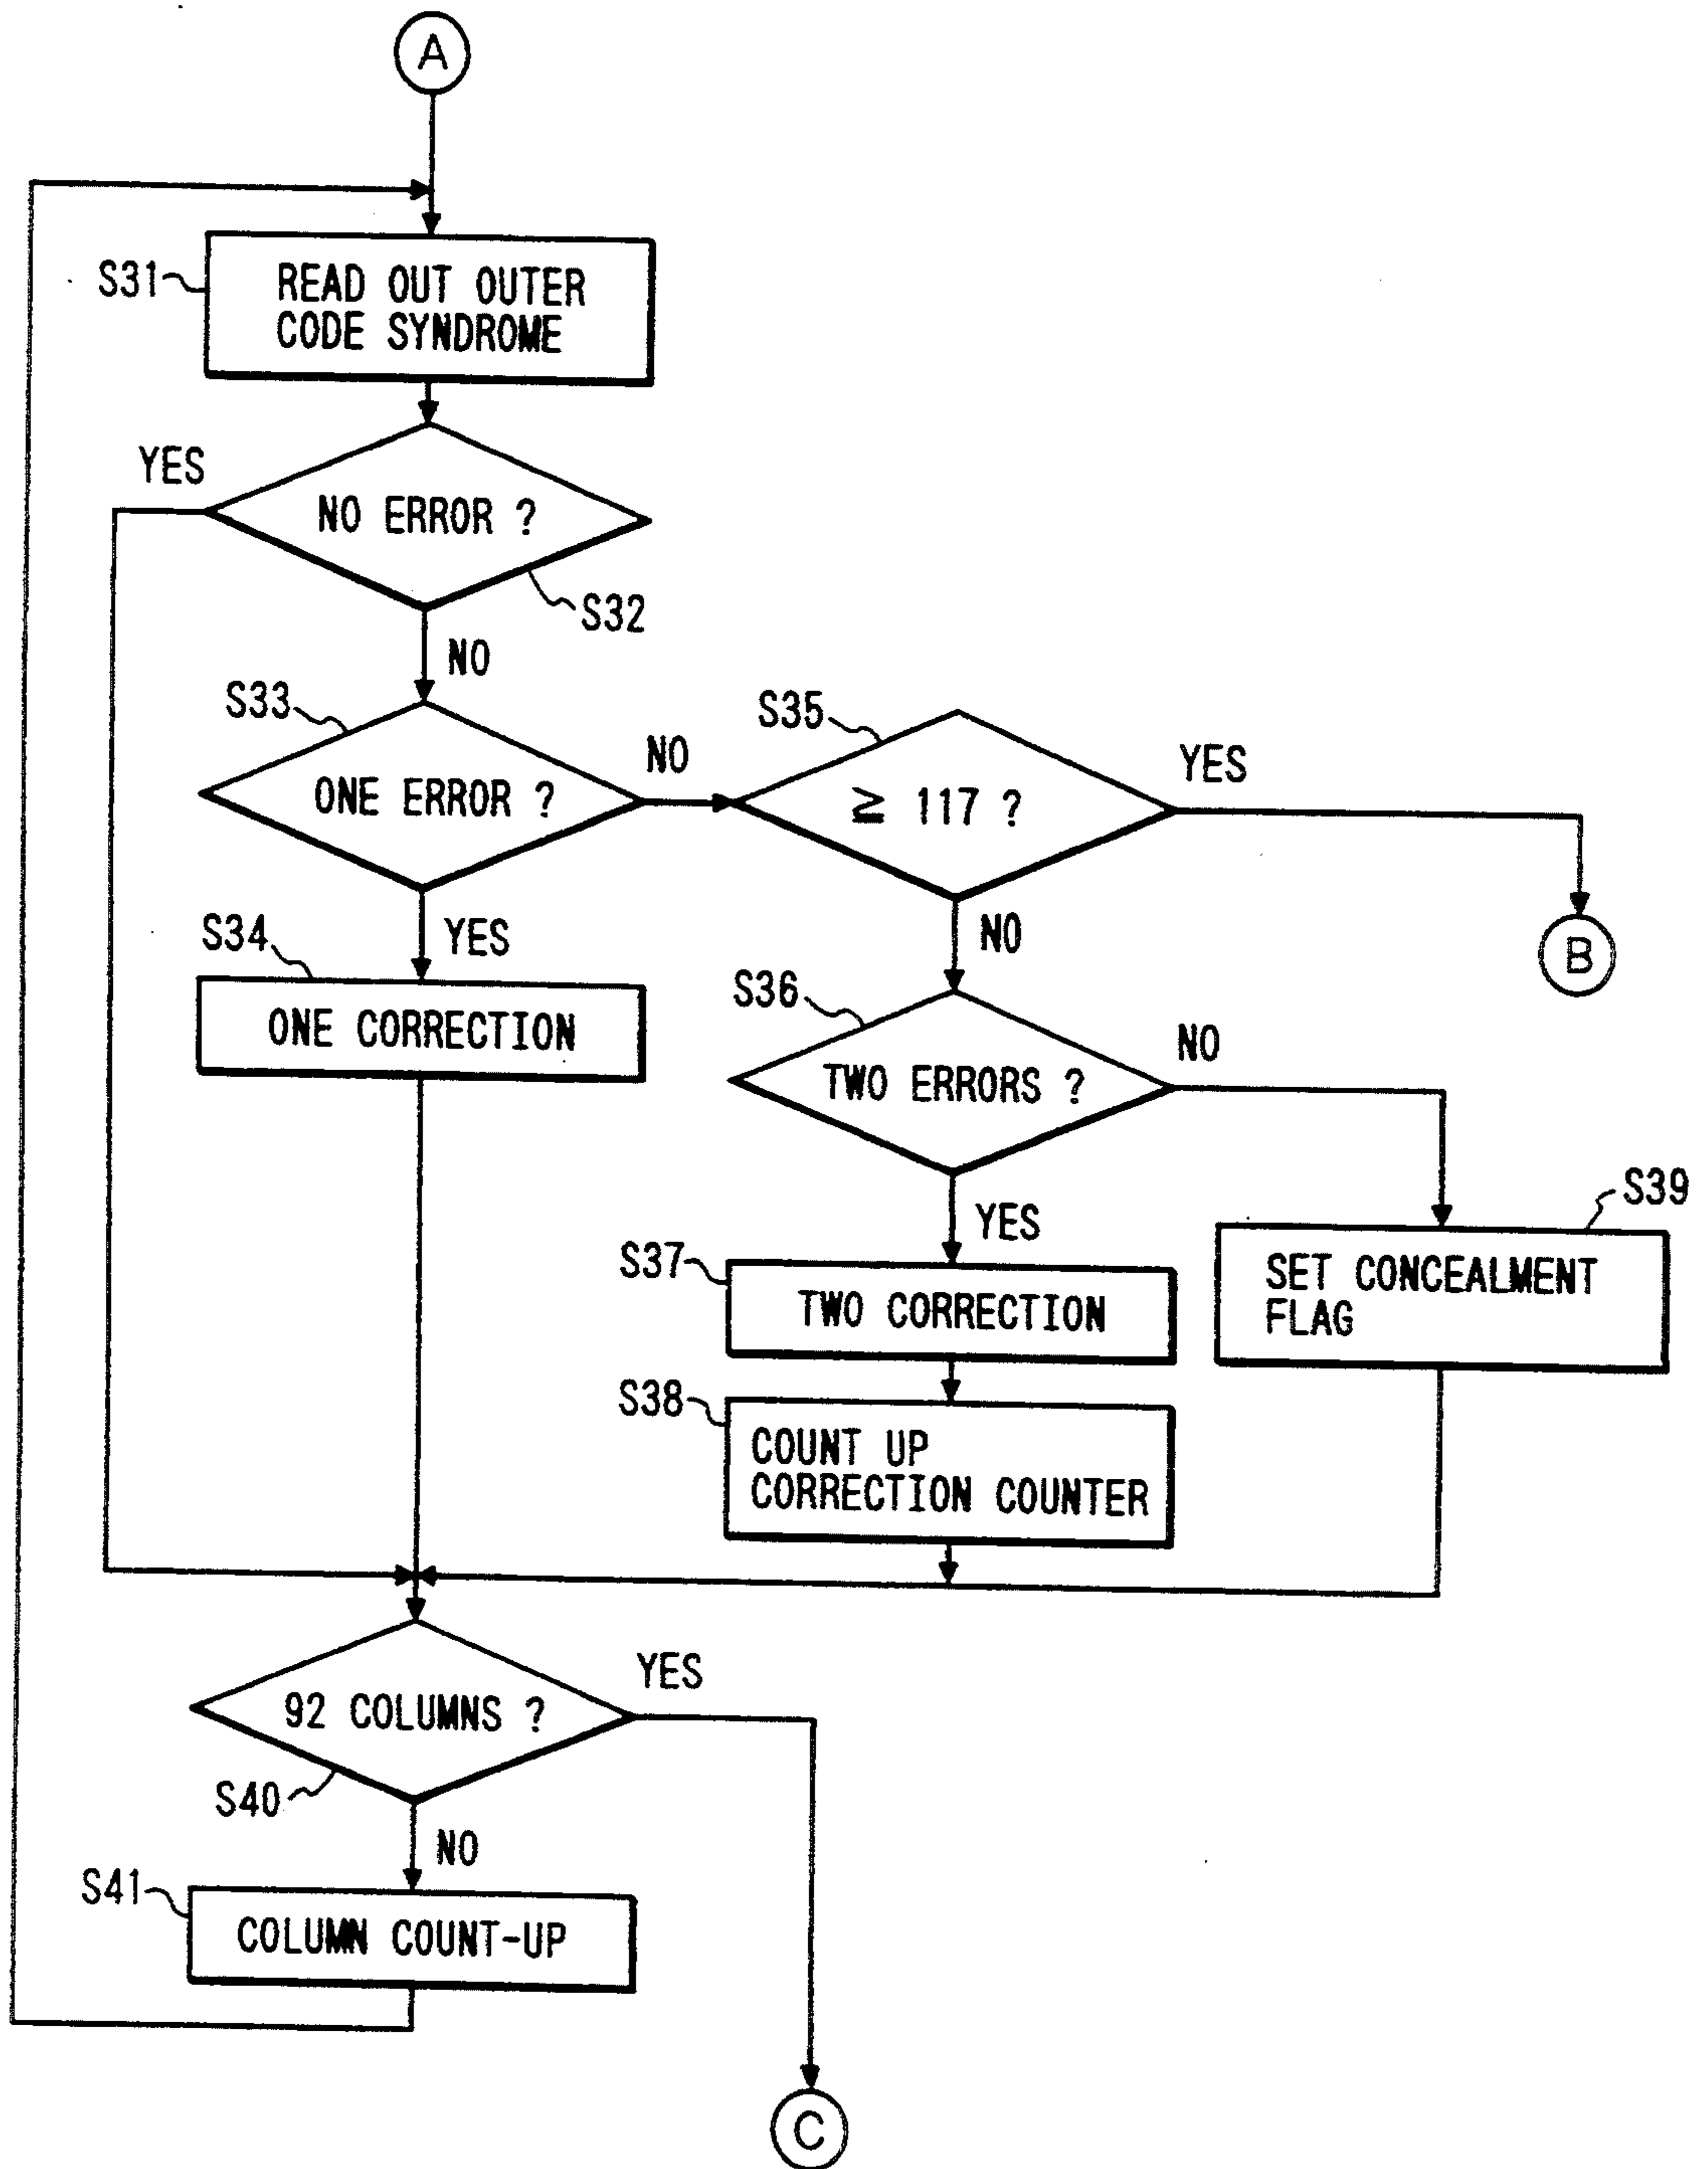 A
S31
READ OUT OUTER
CODE SYNDROME
YES
NO ERROR ?
S32
NO
S33
ONE ERROR ?
NO
S35
≧ 117 ?
YES
B
S34
YES
ONE CORRECTION
NO
S36
TWO ERRORS ?
NO
YES
S37
TWO CORRECTION
S39
SET CONCEALMENT
FLAG
S38
COUNT UP
CORRECTION COUNTER
92 COLUMNS ?
YES
S40
NO
S41
COLUMN COUNT-UP
C